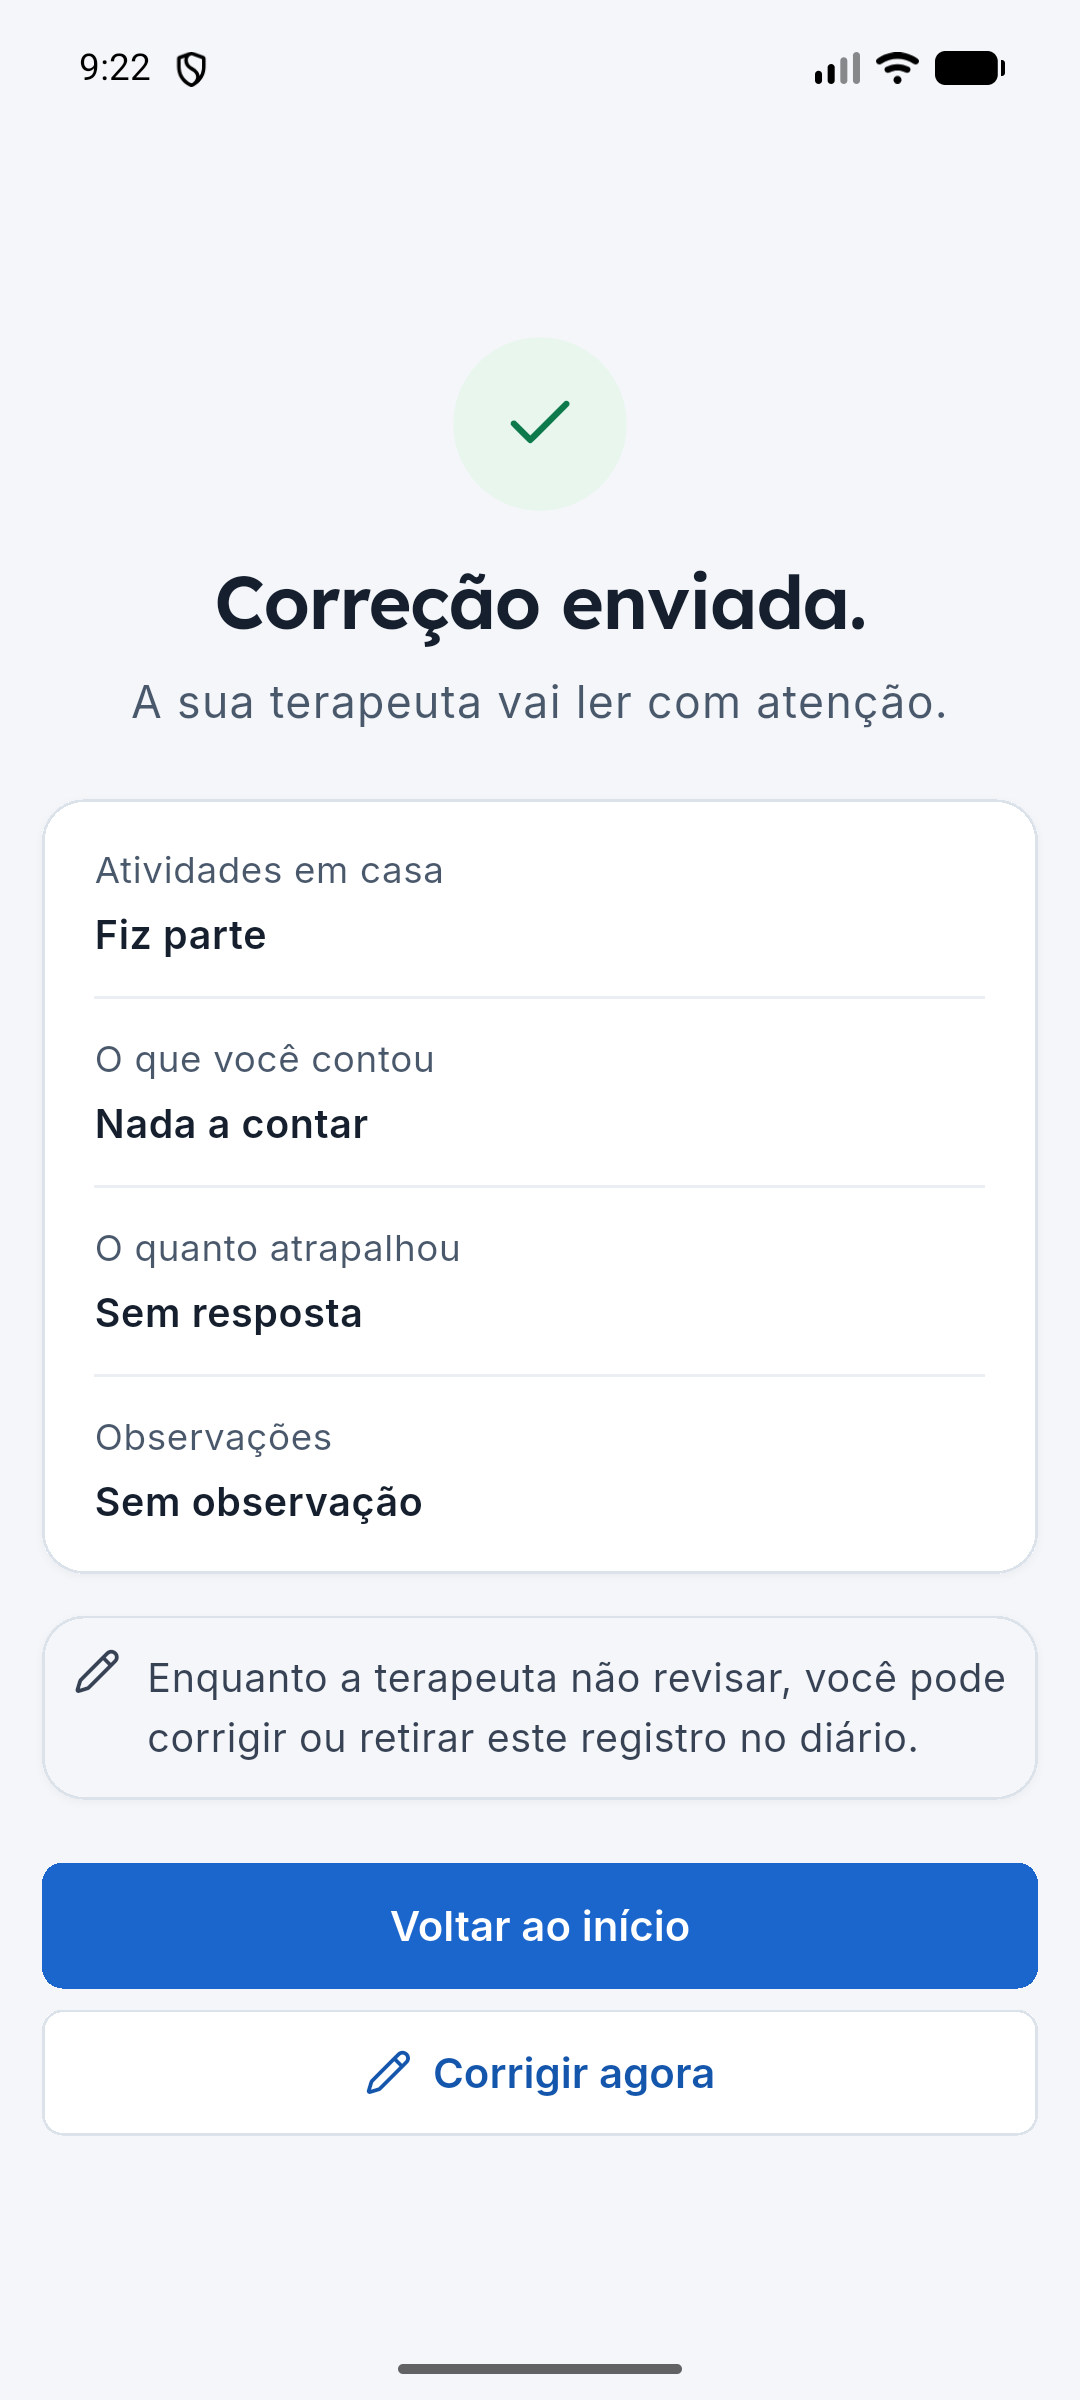 9:22
Correção enviada.
A sua terapeuta vai ler com atenção.
Atividades em casa
Fiz parte
O que você contou
Nada a contar
O quanto atrapalhou
Sem resposta
Observações
Sem observação
Enquanto a terapeuta não revisar, você pode
corrigir ou retirar este registro no diário.
Voltar ao início
Corrigir agora